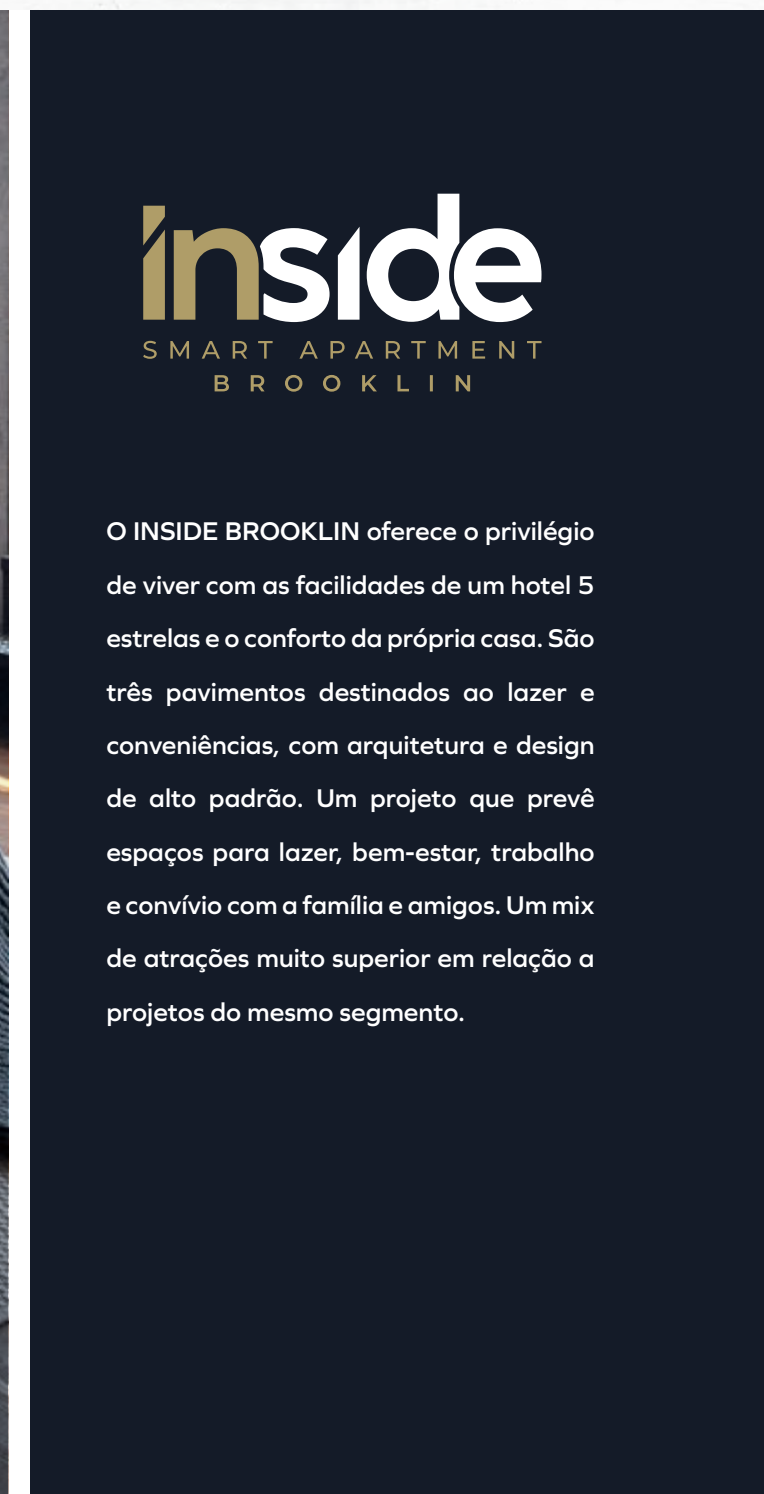 inside
SMART APARTMENT
BROOKLIN
O INSIDE BROOKLIN oferece o privilégio
de viver com as facilidades de um hotel 5
estrelas e o conforto da própria casa. São
três pavimentos destinados ao lazer e
conveniências, com arquitetura e design
de alto padrão. Um projeto que prevê
espaços para lazer, bem-estar, trabalho
e convívio com a família e amigos. Um mix
de atrações muito superior em relação a
projetos do mesmo segmento.